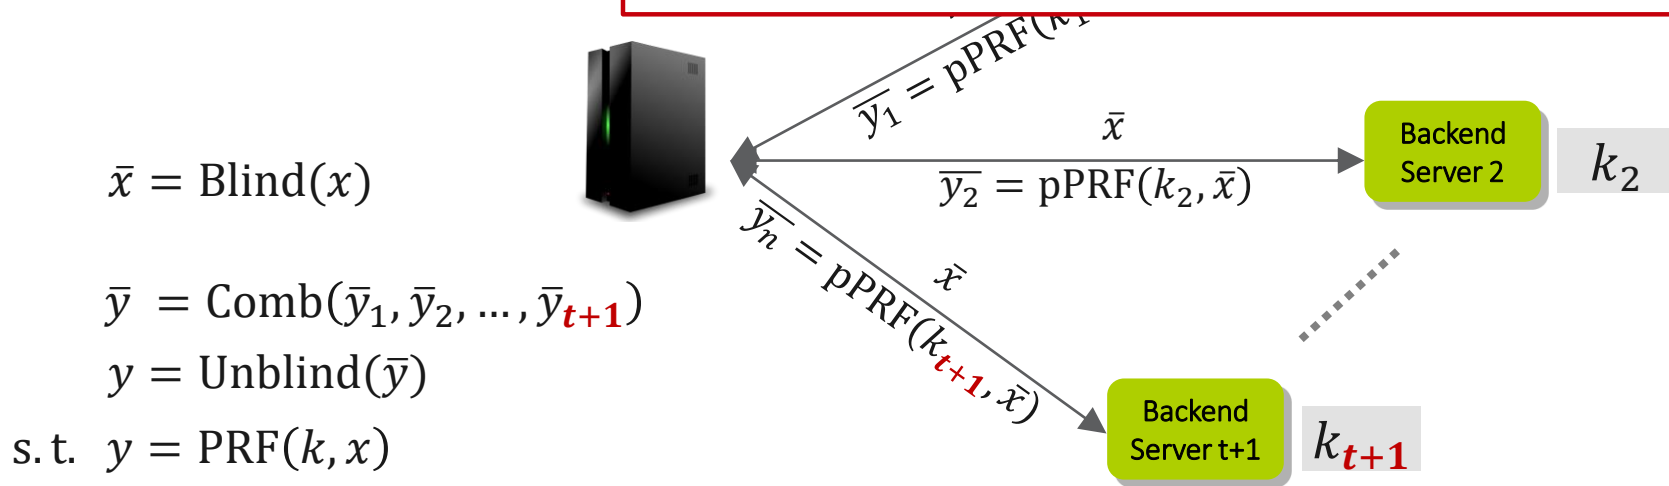 ȳ₁ = pPRF(k₁
x̄
Backend
Server 2
k₂
ȳ₂ = pPRF(k₂, x̄)
x̄ = Blind(x)
ȳₙ = pPRF(kₜ₊₁, x̄)
x̄
ȳ = Comb(ȳ₁, ȳ₂, … , ȳₜ₊₁)
y = Unblind(ȳ)
s.t. y = PRF(k, x)
Backend
Server t+1
kₜ₊₁